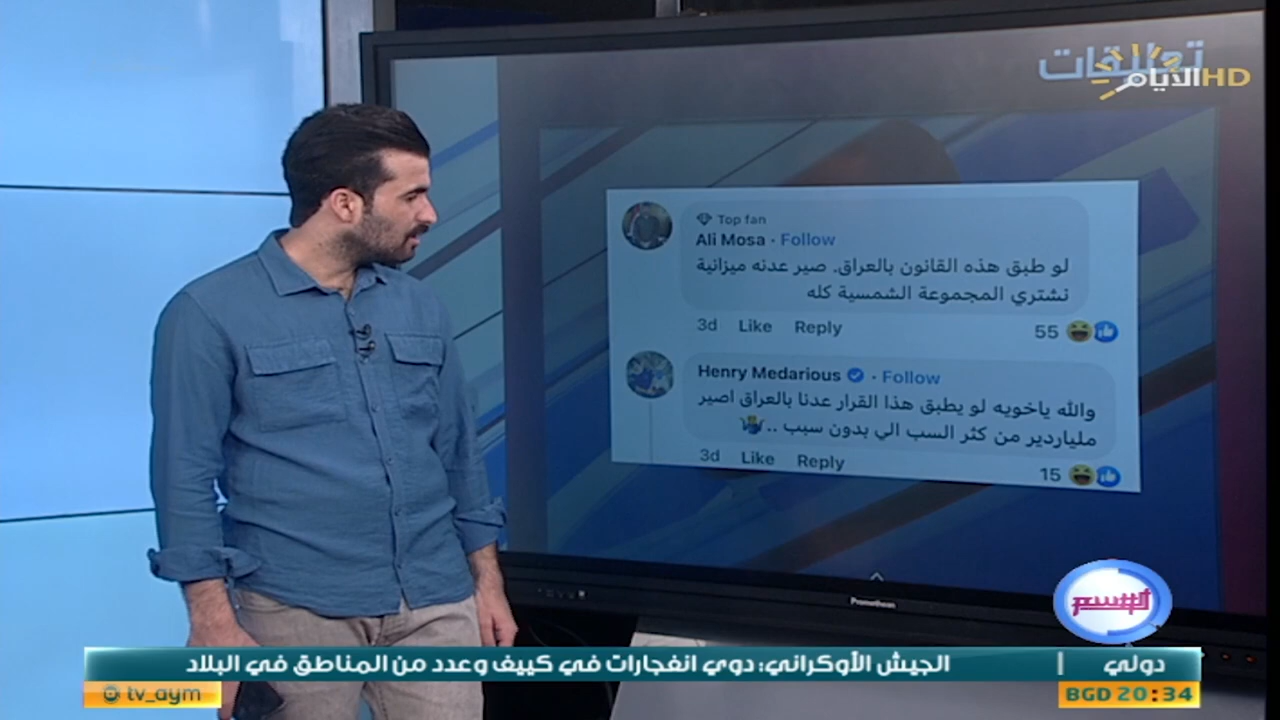 تعليقات
الأيام HD
Top fan
Ali Mosa · Follow
لو طبق هذه القانون بالعراق. صير عدنه ميزانية
نشتري المجموعة الشمسية كله
3d Like Reply 55
Henry Medarious · Follow
والله ياخويه لو يطبق هذا القرار عدنا بالعراق اصير
ملياردير من كثر السب الي بدون سبب ..
3d Like Reply 15
Promethean
دولي | الجيش الأوكراني: دوي انفجارات في كييف وعدد من المناطق في البلاد
tv_aym
BGD 20:34